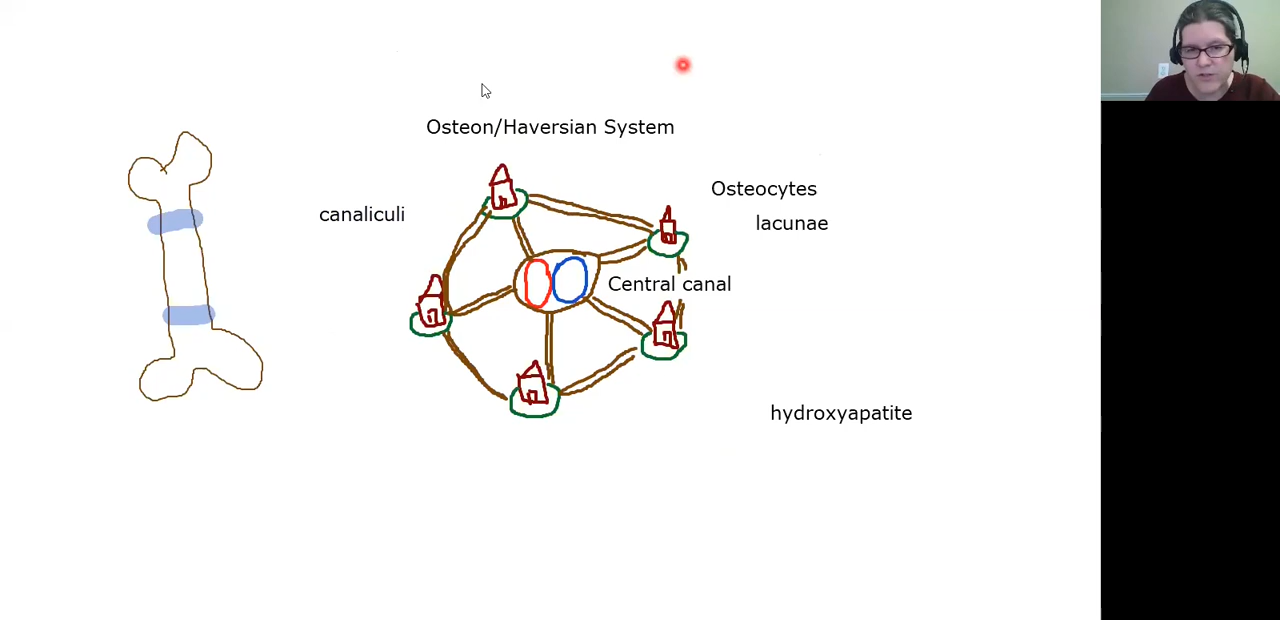 Osteon/Haversian System
Osteocytes
canaliculi
lacunae
Central canal
hydroxyapatite